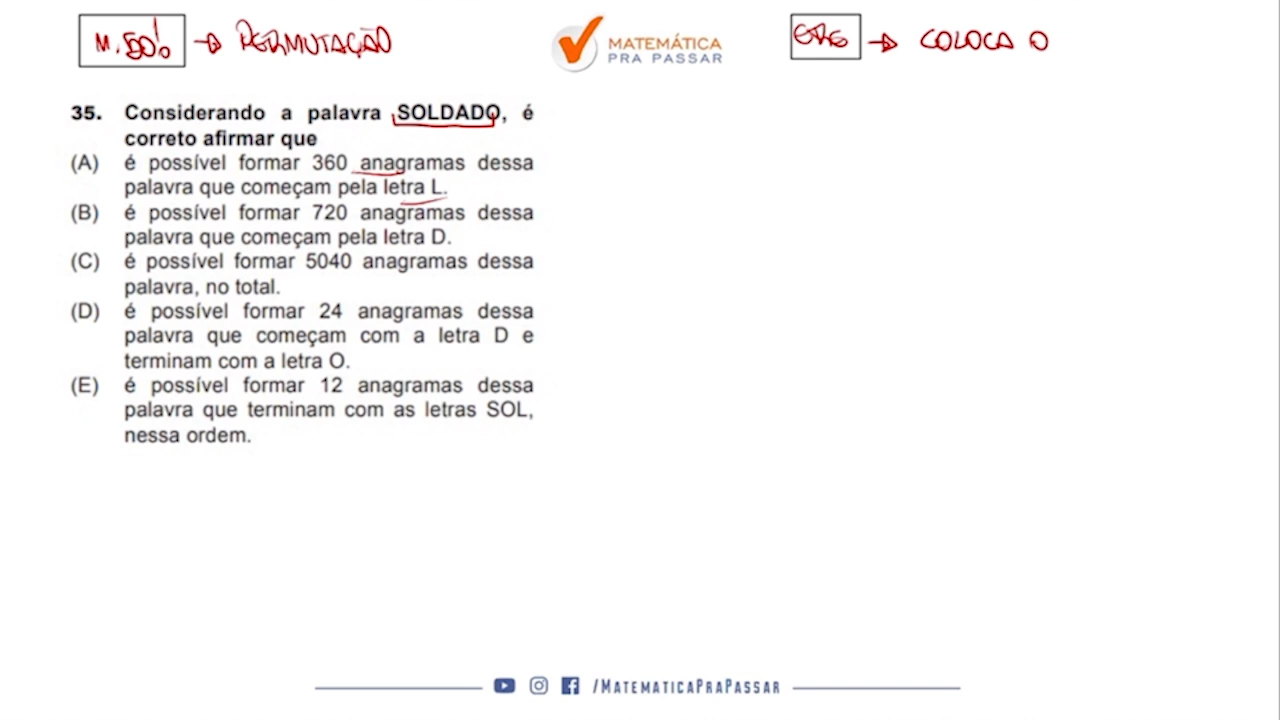 M. 50! → PERMUTAÇÃO
MATEMÁTICA
PRA PASSAR
→ COLOCA O
35. Considerando a palavra SOLDADO, é
correto afirmar que
(A) é possível formar 360 anagramas dessa
palavra que começam pela letra L.
(B) é possível formar 720 anagramas dessa
palavra que começam pela letra D.
(C) é possível formar 5040 anagramas dessa
palavra, no total.
(D) é possível formar 24 anagramas dessa
palavra que começam com a letra D e
terminam com a letra O.
(E) é possível formar 12 anagramas dessa
palavra que terminam com as letras SOL,
nessa ordem.
/MATEMATICAPRAPASSAR